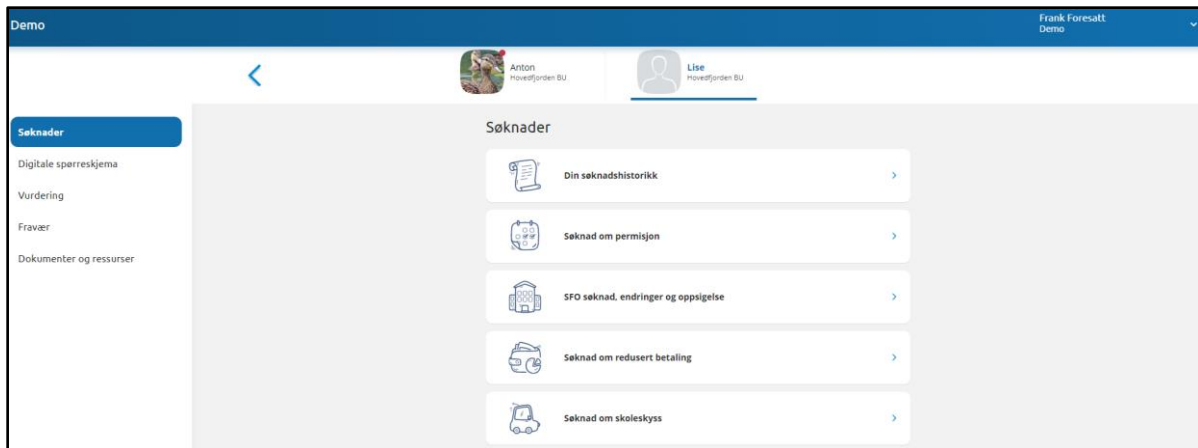 Demo
Frank Foresatt
Demo
Anton
Hovedfjorden BU
Lise
Hovedfjorden BU
Søknader
Digitale spørreskjema
Vurdering
Fravær
Dokumenter og ressurser
Søknader
Din søknadshistorikk
Søknad om permisjon
SFO søknad, endringer og oppsigelse
Søknad om redusert betaling
Søknad om skoleskyss